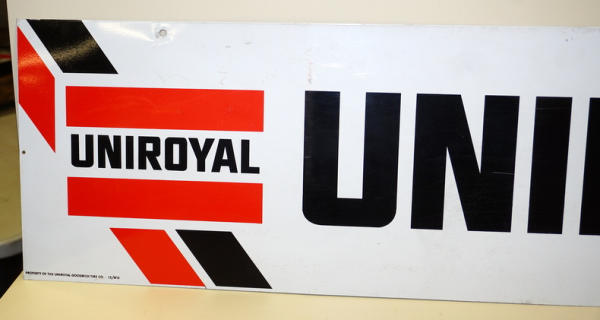 UNIROYAL
UNI
PROPERTY OF THE UNIROYAL GOODRICH TIRE CO.